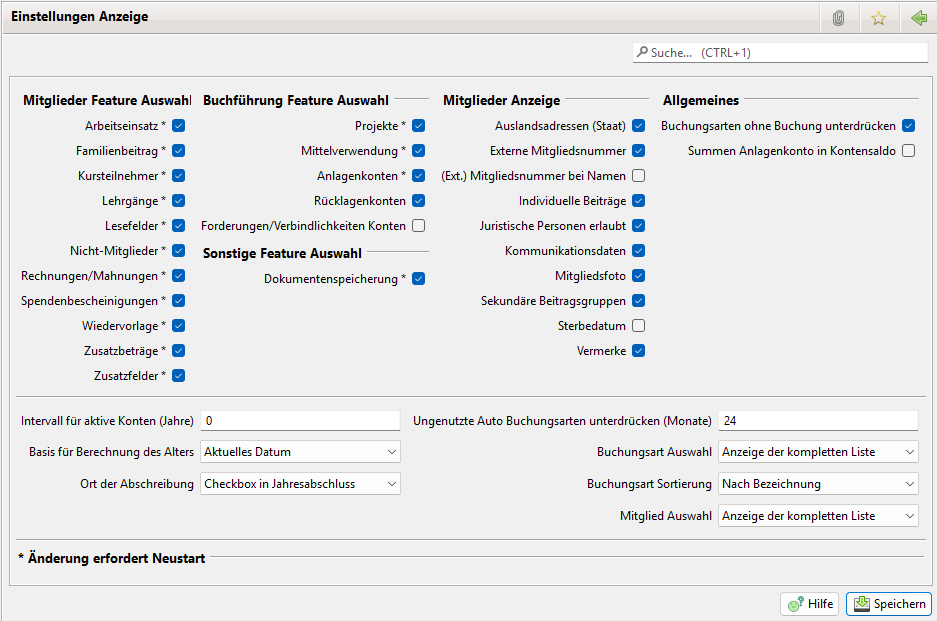 Einstellungen Anzeige
Suche... (CTRL+1)
Mitglieder Feature Auswahl
Arbeitseinsatz *
Familienbeitrag *
Kursteilnehmer *
Lehrgänge *
Lesefelder *
Nicht-Mitglieder *
Rechnungen/Mahnungen *
Spendenbescheinigungen *
Wiedervorlage *
Zusatzbeträge *
Zusatzfelder *
Buchführung Feature Auswahl
Projekte *
Mittelverwendung *
Anlagenkonten *
Rücklagenkonten
Forderungen/Verbindlichkeiten Konten
Sonstige Feature Auswahl
Dokumentenspeicherung *
Mitglieder Anzeige
Auslandsadressen (Staat)
Externe Mitgliedsnummer
(Ext.) Mitgliedsnummer bei Namen
Individuelle Beiträge
Juristische Personen erlaubt
Kommunikationsdaten
Mitgliedsfoto
Sekundäre Beitragsgruppen
Sterbedatum
Vermerke
Allgemeines
Buchungsarten ohne Buchung unterdrücken
Summen Anlagenkonto in Kontensaldo
Intervall für aktive Konten (Jahre) 0
Basis für Berechnung des Alters Aktuelles Datum
Ort der Abschreibung Checkbox in Jahresabschluss
Ungenutzte Auto Buchungsarten unterdrücken (Monate) 24
Buchungsart Auswahl Anzeige der kompletten Liste
Buchungsart Sortierung Nach Bezeichnung
Mitglied Auswahl Anzeige der kompletten Liste
* Änderung erfordert Neustart
Hilfe
Speichern